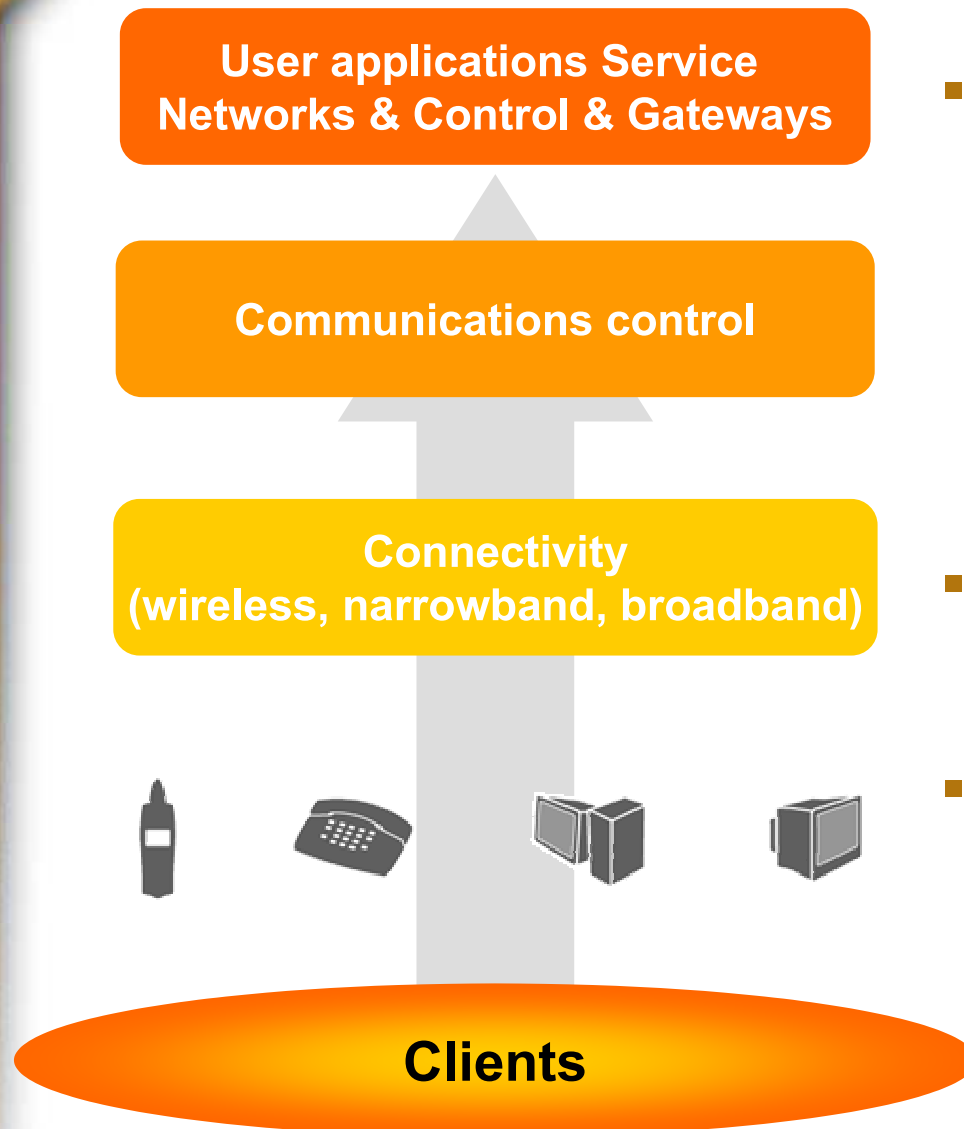 User applications Service
Networks & Control & Gateways
Communications control
Connectivity
(wireless, narrowband, broadband)
Clients